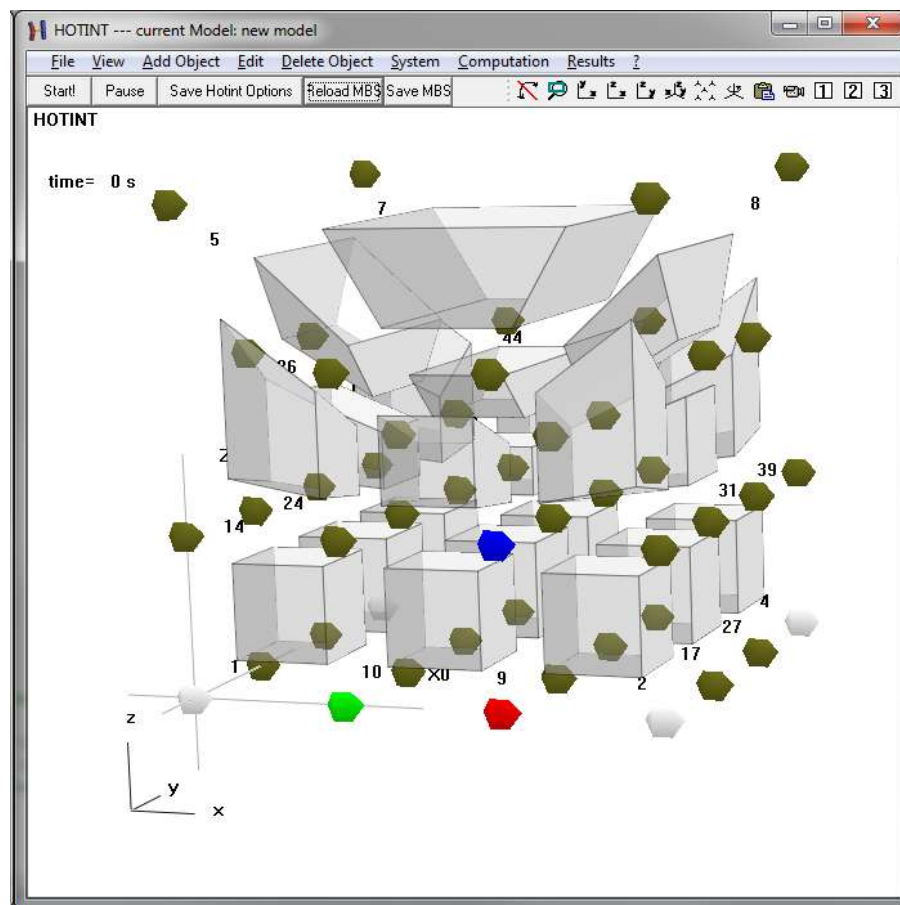 HOTINT --- current Model: new model
File View Add Object Edit Delete Object System Computation Results ?
Start! Pause Save Hotint Options Reload MBS Save MBS 1 2 3
HOTINT
time= 0 s
7
8
5
44
39
24
31
14
4
1
27
10
X0
9
2
17
z
y
x